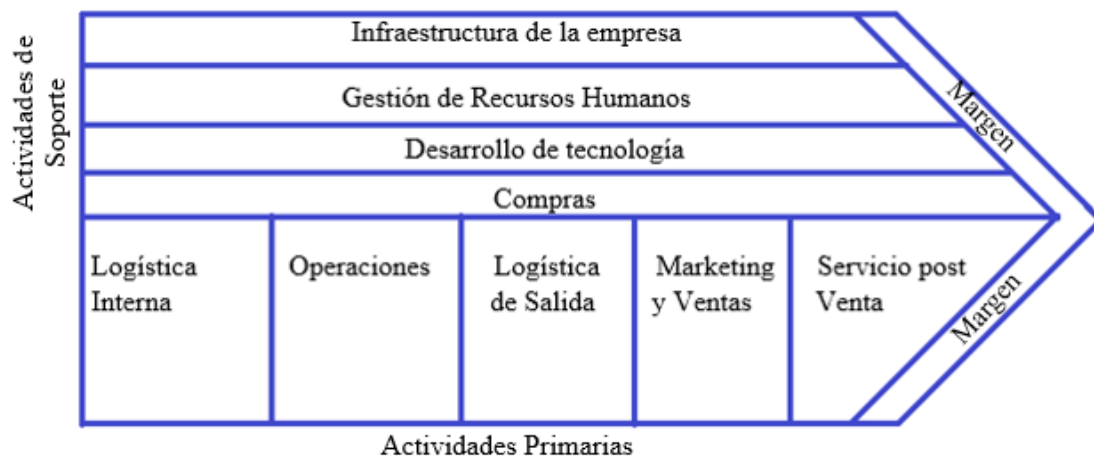 Actividades de
Soporte
Infraestructura de la empresa
Gestión de Recursos Humanos
Desarrollo de tecnología
Compras
Margen
Logística
Interna
Operaciones
Logística
de Salida
Marketing
y Ventas
Servicio post
Venta
Margen
Actividades Primarias